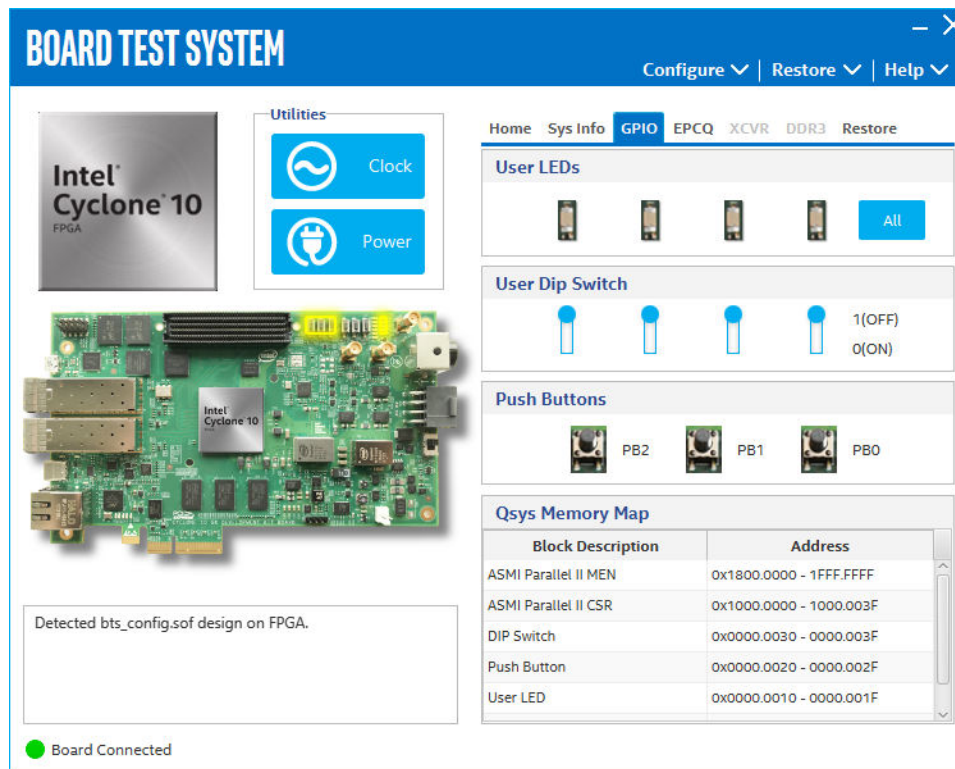 BOARD TEST SYSTEM
Configure Restore Help
Intel®
Cyclone® 10
FPGA
Utilities
Clock
Power
Intel®
Cyclone® 10
Detected bts_config.sof design on FPGA.
Board Connected
Home Sys Info GPIO EPCQ XCVR DDR3 Restore
User LEDs
All
User Dip Switch
1(OFF)
0(ON)
Push Buttons
PB2 PB1 PB0
Qsys Memory Map
Block Description Address
ASMI Parallel II MEN 0x1800.0000 - 1FFF.FFFF
ASMI Parallel II CSR 0x1000.0000 - 1000.003F
DIP Switch 0x0000.0030 - 0000.003F
Push Button 0x0000.0020 - 0000.002F
User LED 0x0000.0010 - 0000.001F